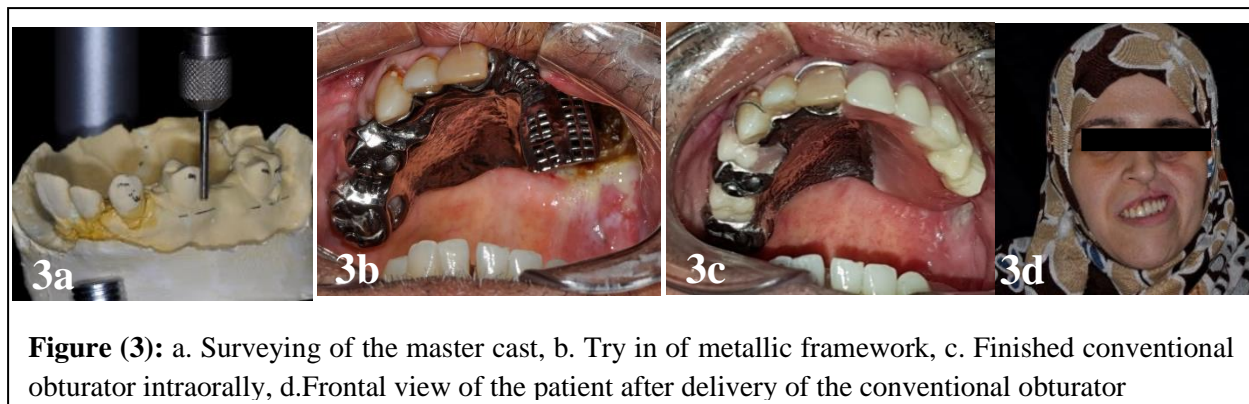 3a 3b 3c 3d
Figure (3): a. Surveying of the master cast, b. Try in of metallic framework, c. Finished conventional
obturator intraorally, d.Frontal view of the patient after delivery of the conventional obturator